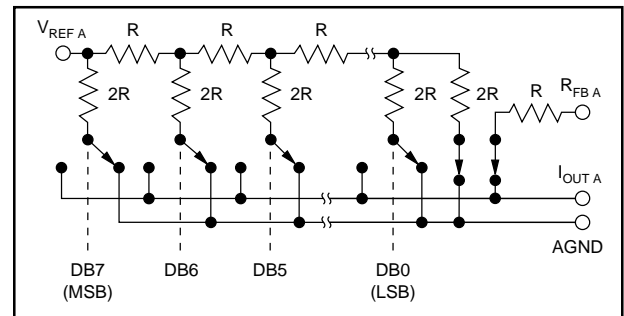 V_REF A
R
R
R
2R
2R
2R
2R
2R
R
R_FB A
I_OUT A
AGND
DB7
(MSB)
DB6
DB5
DB0
(LSB)